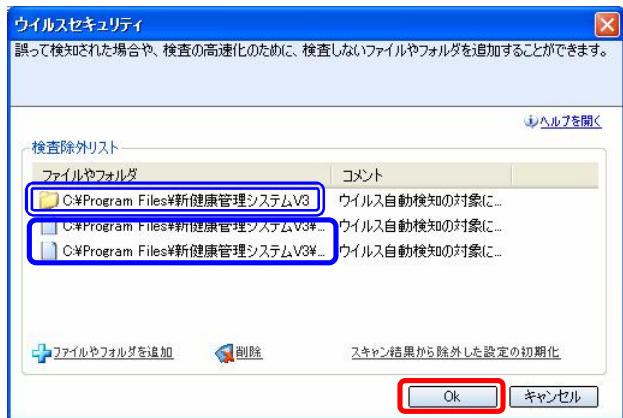 ウイルスセキュリティ
誤って検知された場合や、検査の高速化のために、検査しないファイルやフォルダを追加することができます。
ヘルプを開く
検査除外リスト
ファイルやフォルダ コメント
C:¥Program Files¥新健康管理システムV3 ウイルス自動検知の対象に...
C:¥Program Files¥新健康管理システムV3¥... ウイルス自動検知の対象に...
C:¥Program Files¥新健康管理システムV3¥... ウイルス自動検知の対象に...
ファイルやフォルダを追加 削除 スキャン結果から除外した設定の初期化
Ok キャンセル